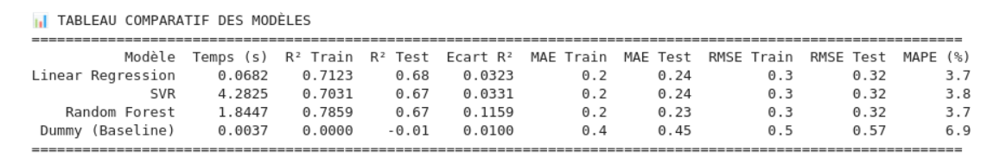 📊 TABLEAU COMPARATIF DES MODÈLES
==============================================================================================================
Modèle  Temps (s)  R² Train  R² Test  Ecart R²  MAE Train  MAE Test  RMSE Train  RMSE Test  MAPE (%)
Linear Regression  0.0682  0.7123  0.68  0.0323  0.2  0.24  0.3  0.32  3.7
SVR  4.2825  0.7031  0.67  0.0331  0.2  0.24  0.3  0.32  3.8
Random Forest  1.8447  0.7859  0.67  0.1159  0.2  0.23  0.3  0.32  3.7
Dummy (Baseline)  0.0037  0.0000  -0.01  0.0100  0.4  0.45  0.5  0.57  6.9
==============================================================================================================